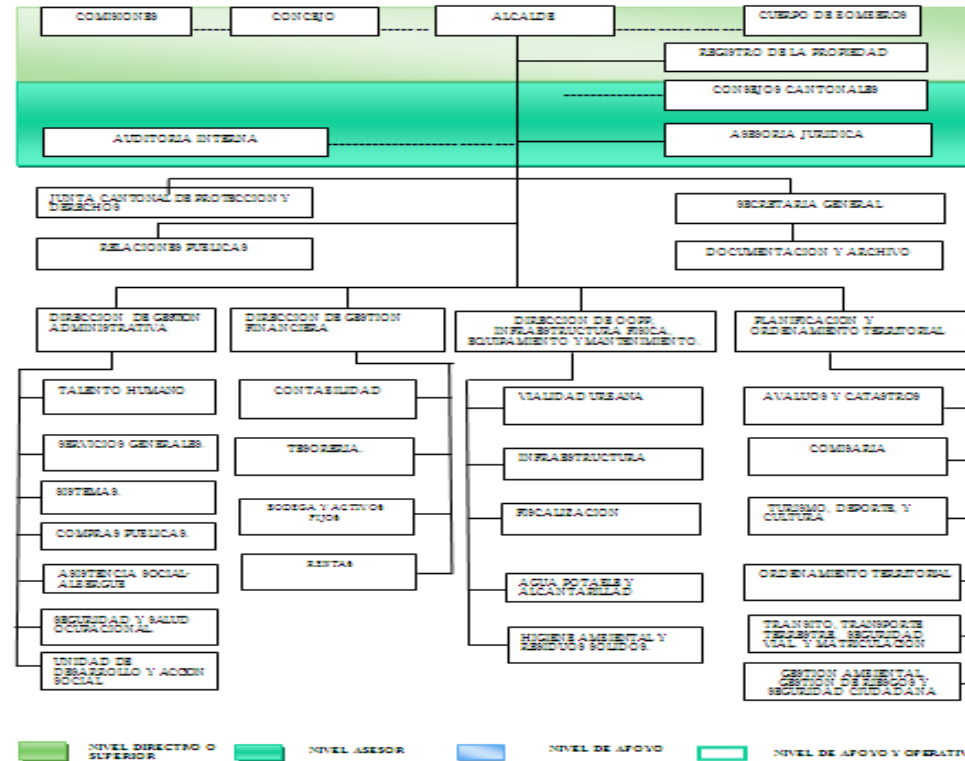 COMISIONES
CONCEJO
ALCALDE
CUERPO DE BOMBEROS
REGISTRO DE LA PROPIEDAD
CONSEJOS CANTONALES
AUDITORIA INTERNA
ASESORIA JURIDICA
JUNTA CANTONAL DE PROTECCION Y
DERECHOS
SECRETARIA GENERAL
RELACIONES PUBLICAS
DOCUMENTACION Y ARCHIVO
DIRECCION DE GESTION
ADMINISTRATIVA
DIRECCION DE GESTION
FINANCIERA
DIRECCION DE OOPP,
INFRAESTRUCTURA FISICA,
EQUIPAMIENTO Y MANTENIMIENTO.
PLANIFICACION Y
ORDENAMIENTO TERRITORIAL
TALENTO HUMANO
SERVICIOS GENERALES.
SISTEMAS.
COMPRAS PUBLICAS.
ASISTENCIA SOCIAL-
ALBERGUE
SEGURIDAD Y SALUD
OCUPACIONAL.
UNIDAD DE
DESARROLLO Y ACCION
SOCIAL
CONTABILIDAD
TESORERIA.
BODEGA Y ACTIVOS
FIJOS
RENTAS
VIALIDAD URBANA
INFRAESTRUCTURA
FISCALIZACION
AGUA POTABLE Y
ALCANTARILLAD
HIGIENE AMBIENTAL Y
RESIDUOS SOLIDOS.
AVALUOS Y CATASTROS
COMISARIA
TURISMO, DEPORTE, Y
CULTURA
ORDENAMIENTO TERRITORIAL
TRANSITO, TRANSPORTE
TERRESTRE, SEGURIDAD
VIAL. Y MATRICULACION
GESTION AMBIENTAL,
GESTION DE RIESGOS Y
SEGURIDAD CIUDADANA
NIVEL DIRECTIVO O
SUPERIOR
NIVEL ASESOR
NIVEL DE APOYO
NIVEL DE APOYO Y OPERATIV